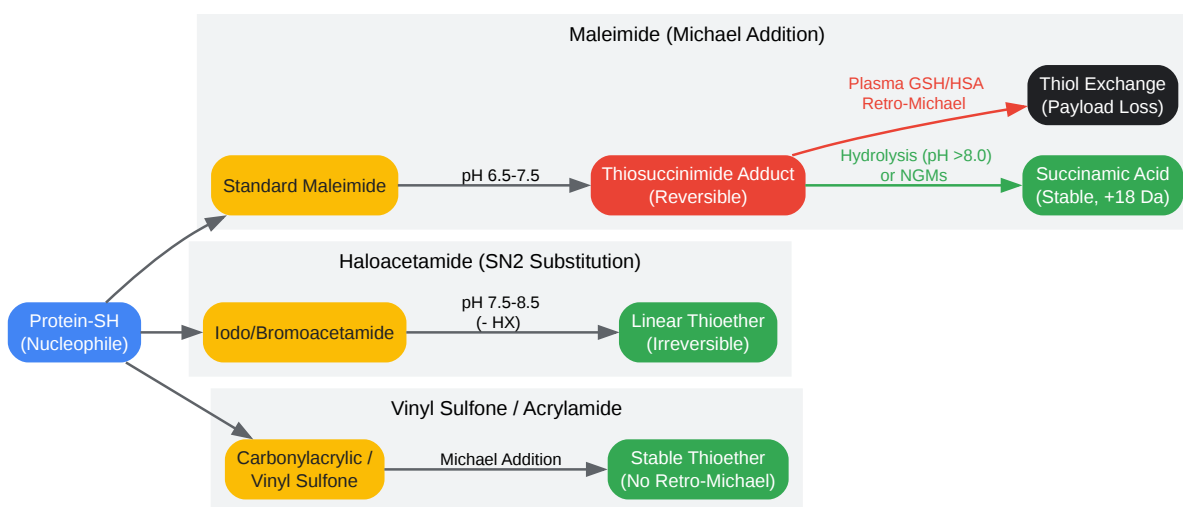 Maleimide (Michael Addition)
Plasma GSH/HSA
Retro-Michael
Thiol Exchange
(Payload Loss)
Standard Maleimide
pH 6.5-7.5
Thiosuccinimide Adduct
(Reversible)
Hydrolysis (pH >8.0)
or NGMs
Succinamic Acid
(Stable, +18 Da)
Haloacetamide (SN2 Substitution)
Protein-SH
(Nucleophile)
Iodo/Bromoacetamide
pH 7.5-8.5
(- HX)
Linear Thioether
(Irreversible)
Vinyl Sulfone / Acrylamide
Carbonylacrylic /
Vinyl Sulfone
Michael Addition
Stable Thioether
(No Retro-Michael)